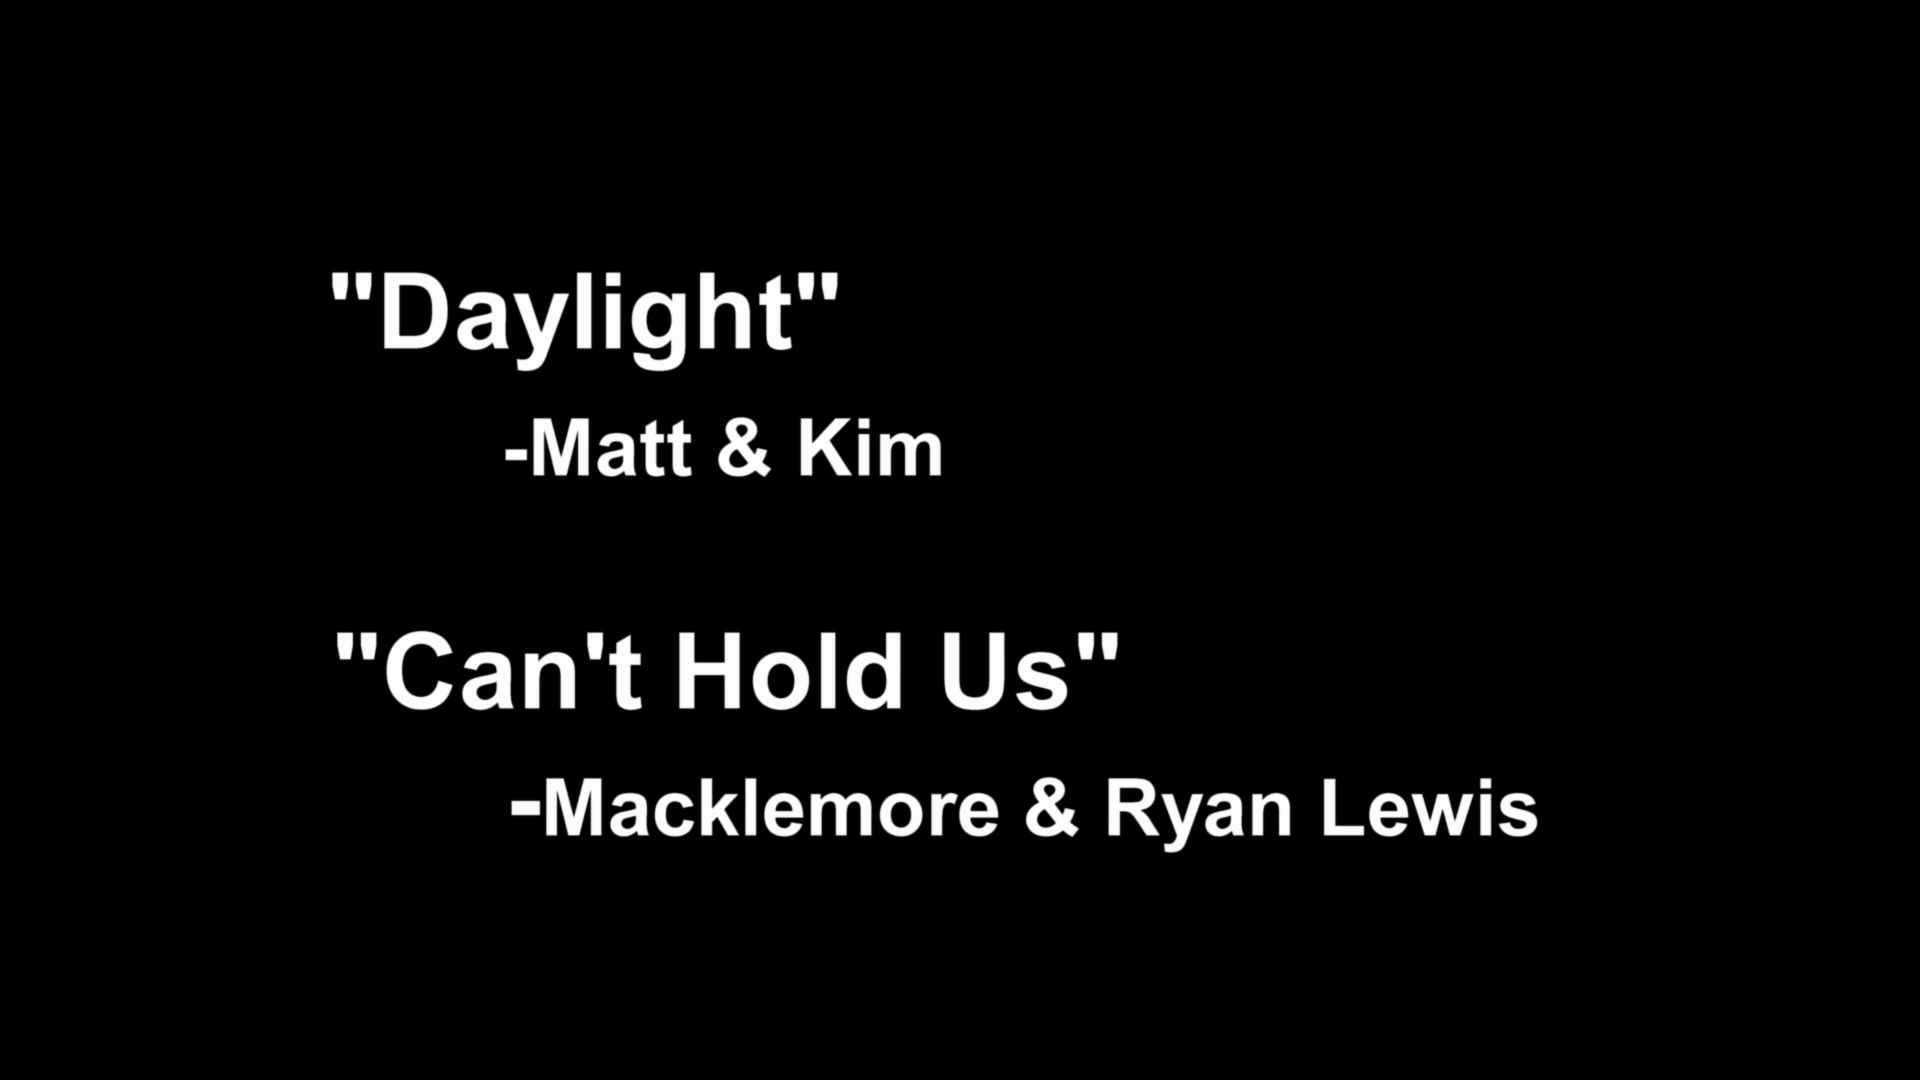 "Daylight"
-Matt & Kim
"Can't Hold Us"
-Macklemore & Ryan Lewis